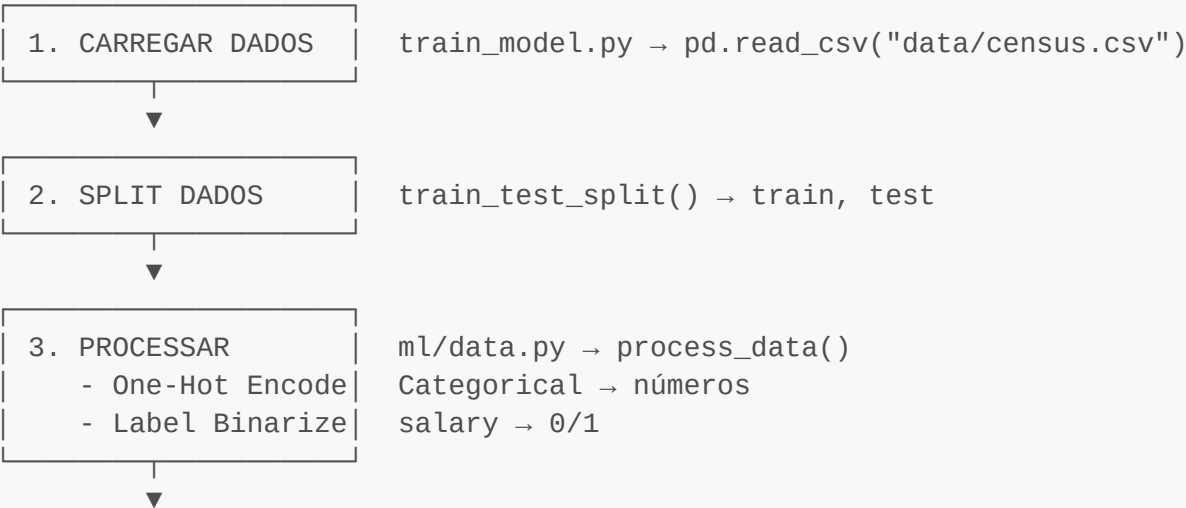 1. CARREGAR DADOS train_model.py → pd.read_csv("data/census.csv")
▼
2. SPLIT DADOS train_test_split() → train, test
▼
3. PROCESSAR ml/data.py → process_data()
- One-Hot Encode Categorical → números
- Label Binarize salary → 0/1
▼